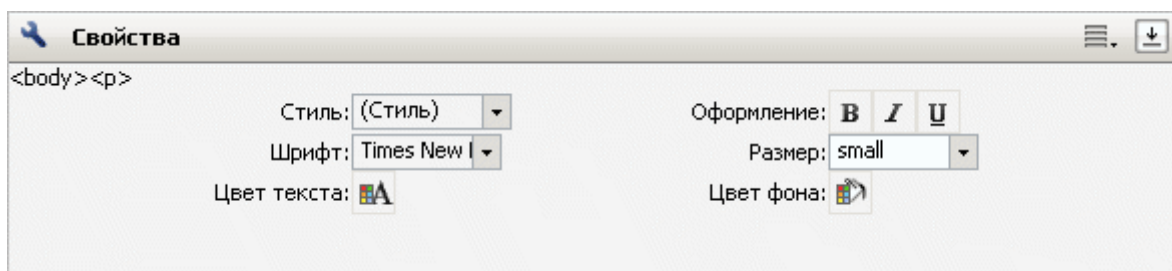 Свойства
<body><p>
Стиль: (Стиль) Оформление: B I U
Шрифт: Times New Размер: small
Цвет текста: A Цвет фона: